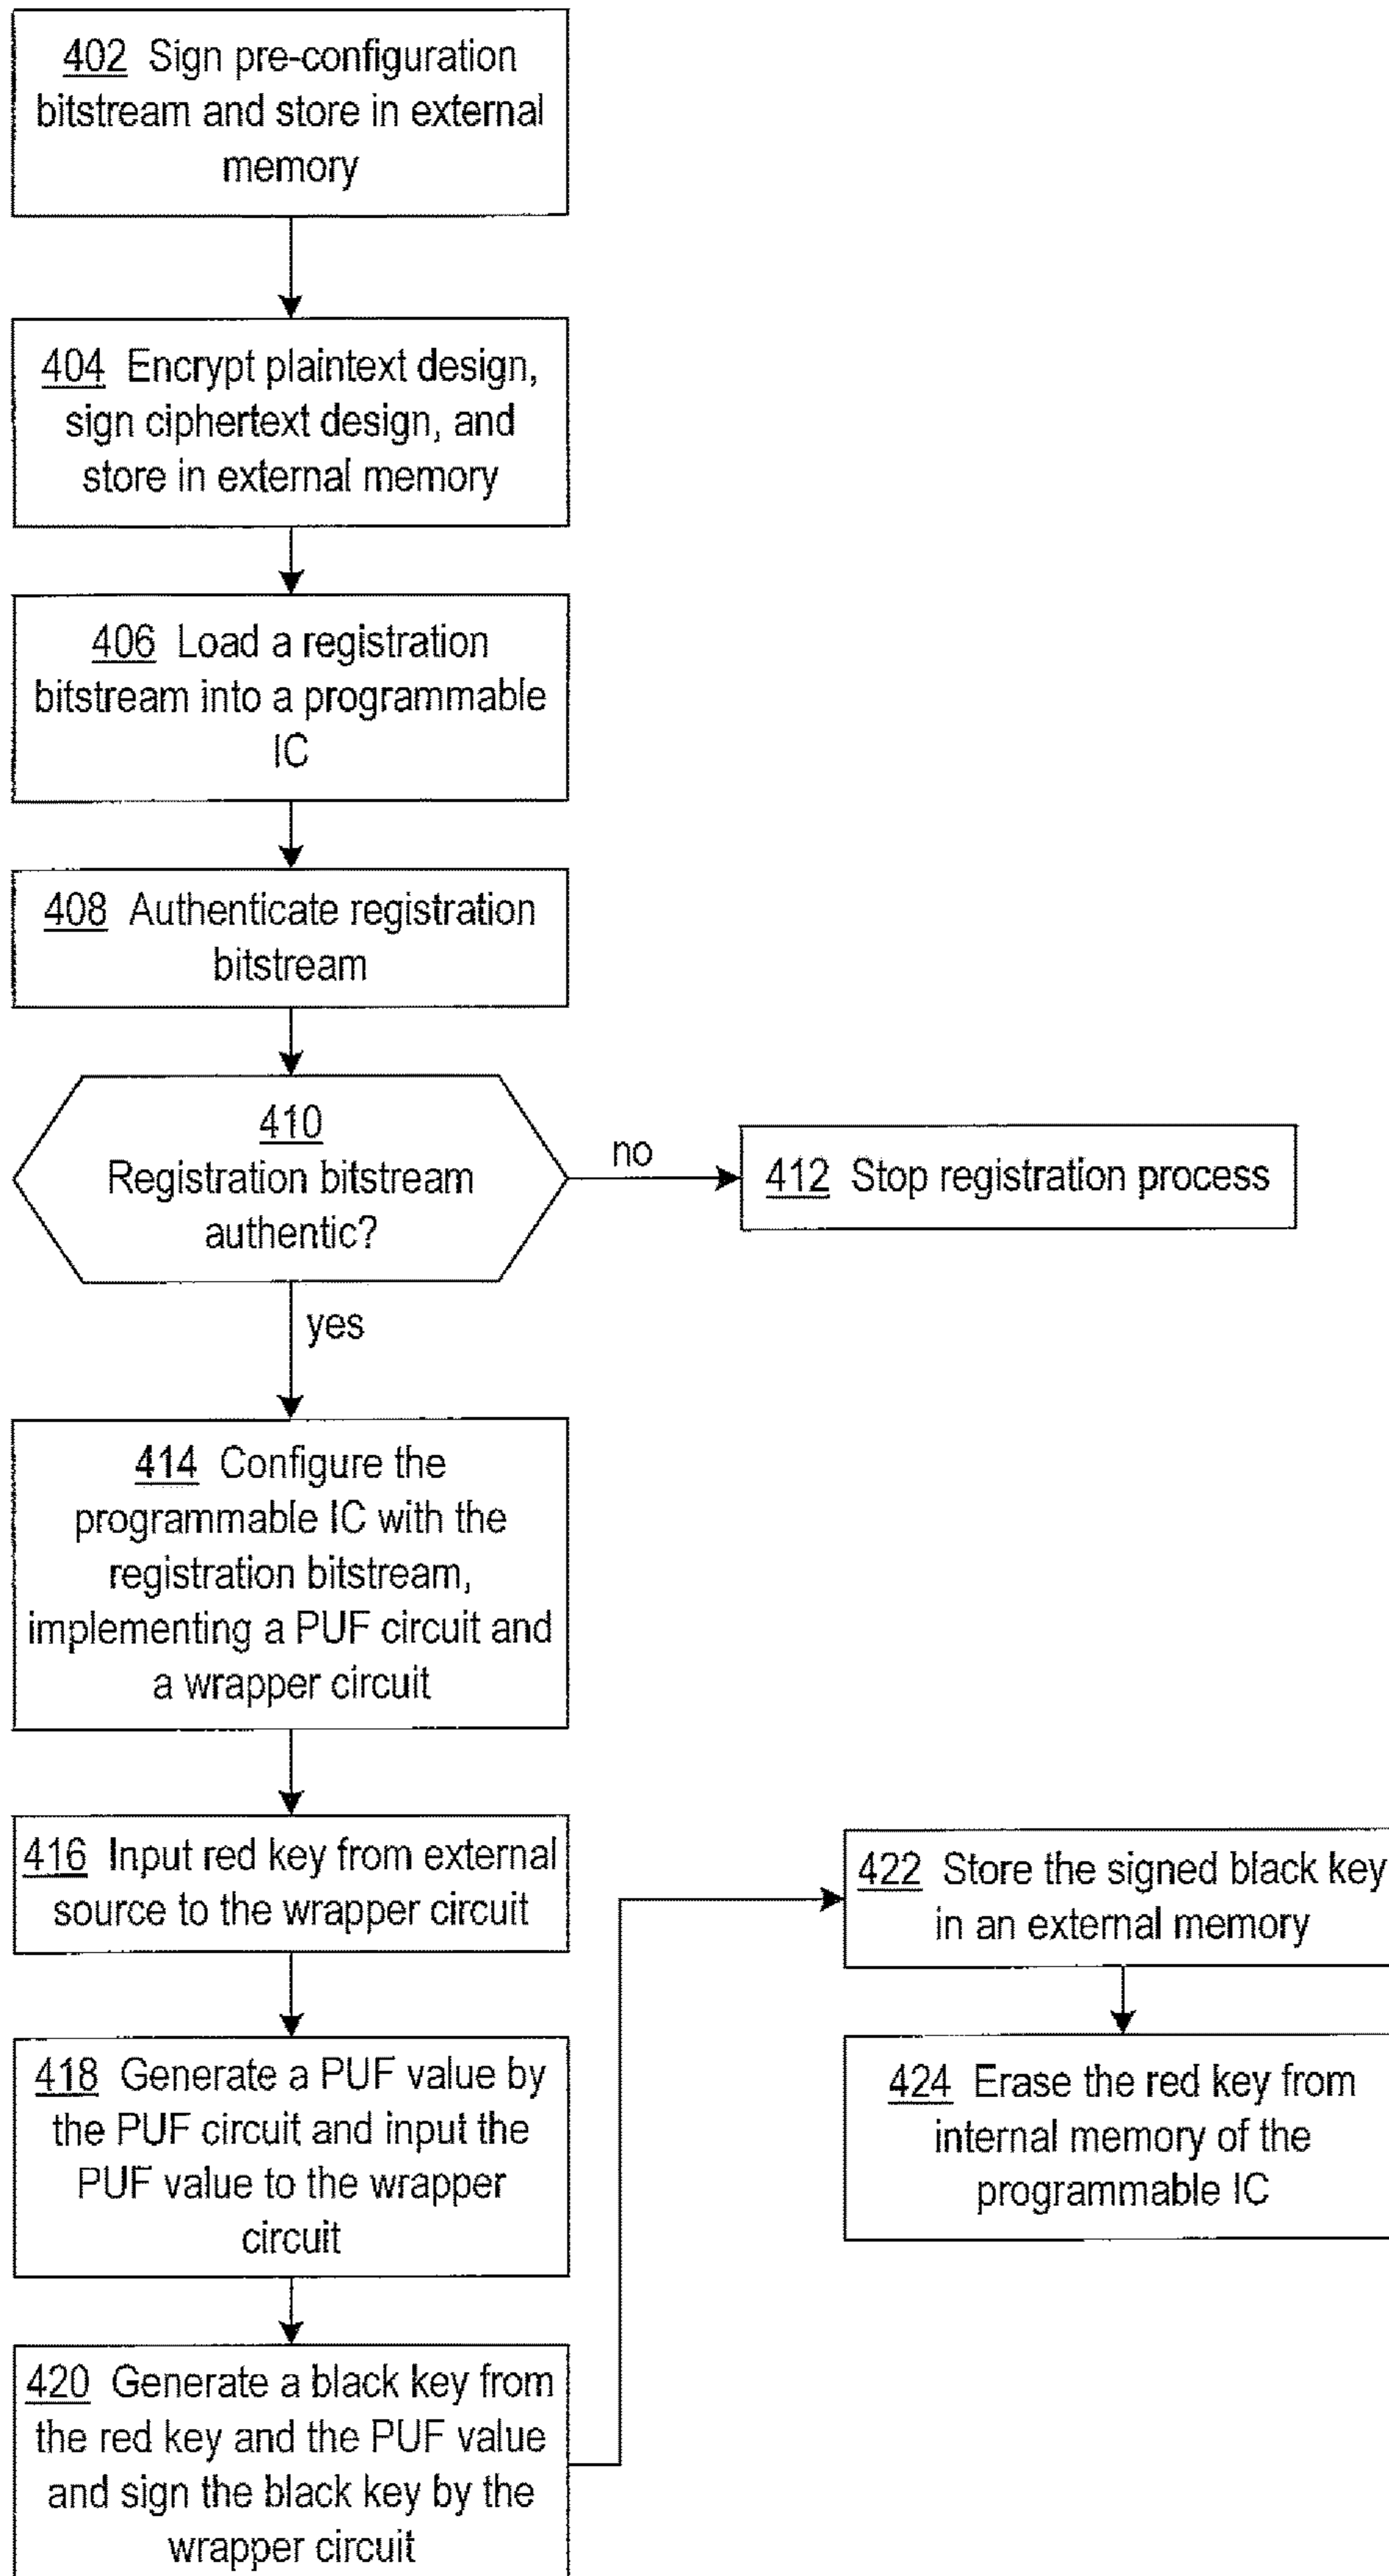 402 Sign pre-configuration
bitstream and store in external
memory
404 Encrypt plaintext design,
sign ciphertext design, and
store in external memory
406 Load a registration
bitstream into a programmable
IC
408 Authenticate registration
bitstream
410
Registration bitstream
authentic?
no
412 Stop registration process
yes
414 Configure the
programmable IC with the
registration bitstream,
implementing a PUF circuit and
a wrapper circuit
416 Input red key from external
source to the wrapper circuit
418 Generate a PUF value by
the PUF circuit and input the
PUF value to the wrapper
circuit
420 Generate a black key from
the red key and the PUF value
and sign the black key by the
wrapper circuit
422 Store the signed black key
in an external memory
424 Erase the red key from
internal memory of the
programmable IC